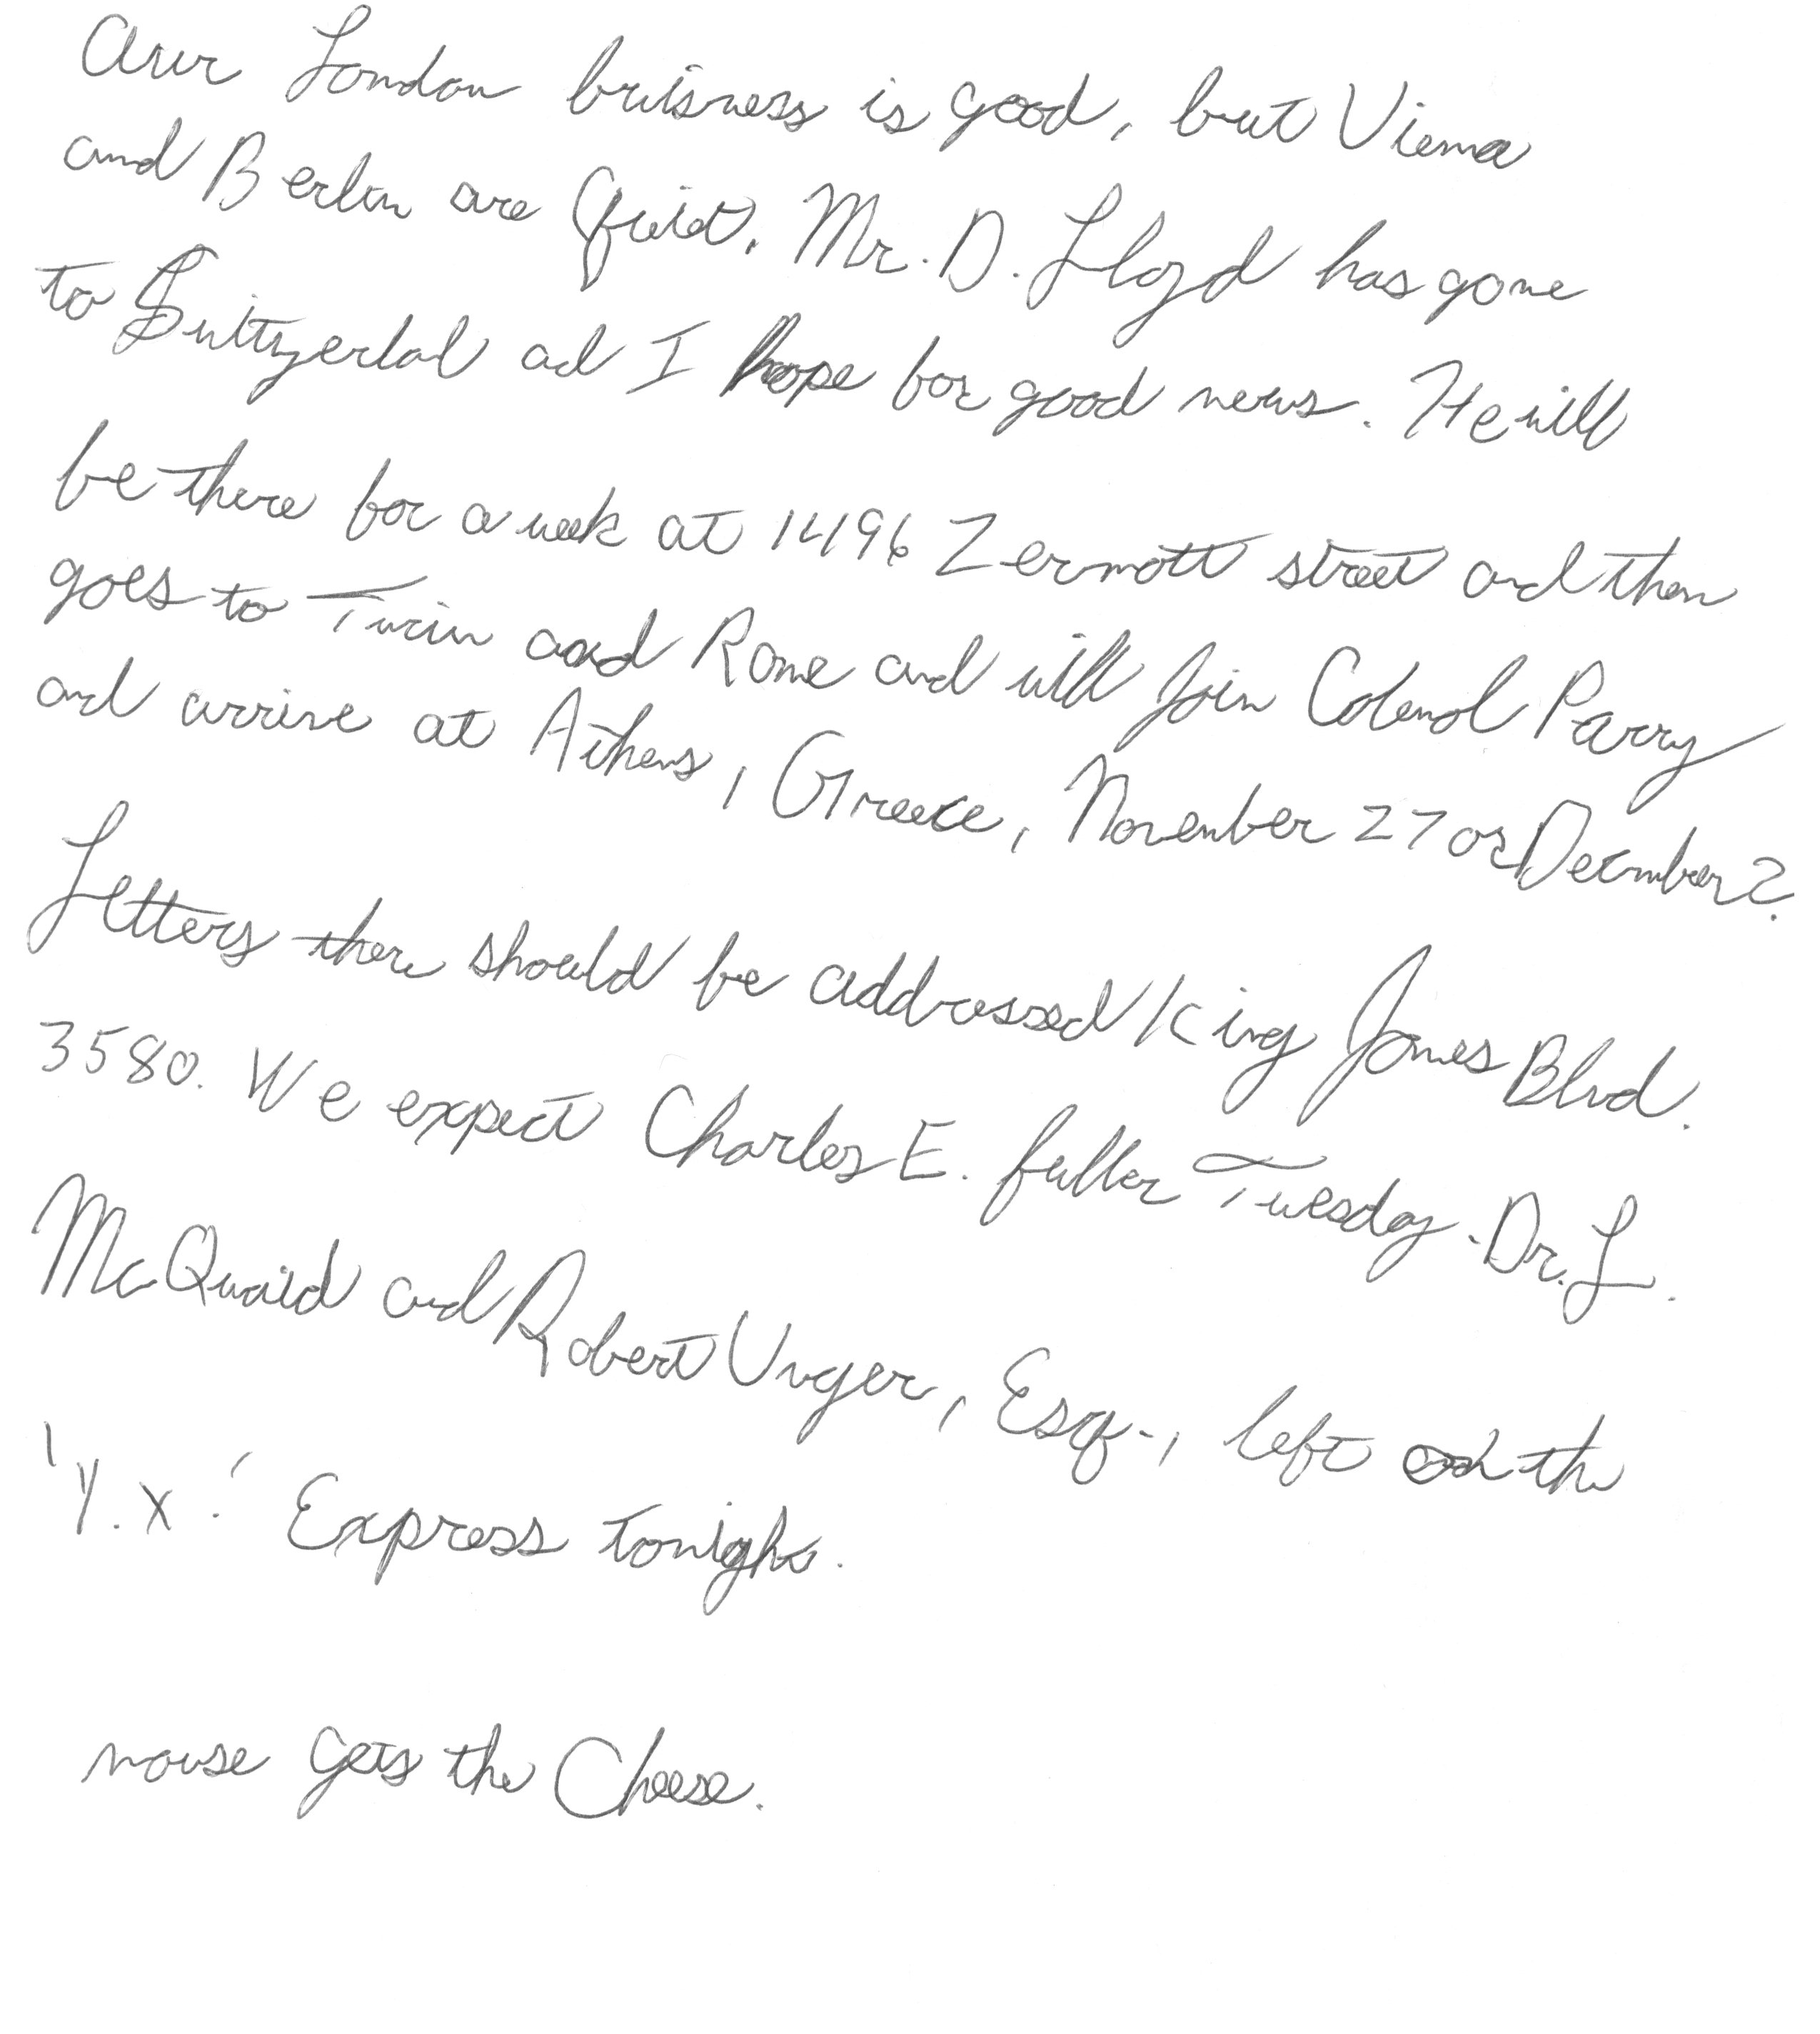 Our London buisness is good, but Vienna
and Berlin are Quiet. Mr. D. Lloyd has gone
to Switzerlad ad I hope for good news. He will
be there for a week at 1496 Zermott street and then
goes to Turin and Rome and will Join Colenol Parry
and arrive at Athens, Greece, November 27 or December 2.
Letters there should be addressed King James Blvd.
3580. We expect Charles E. fuller Tuesday. Dr. L.
McQuaid and Robert Unger, Esq., left on the
'Y.X.' Express tonight.
mouse gets the Cheese.